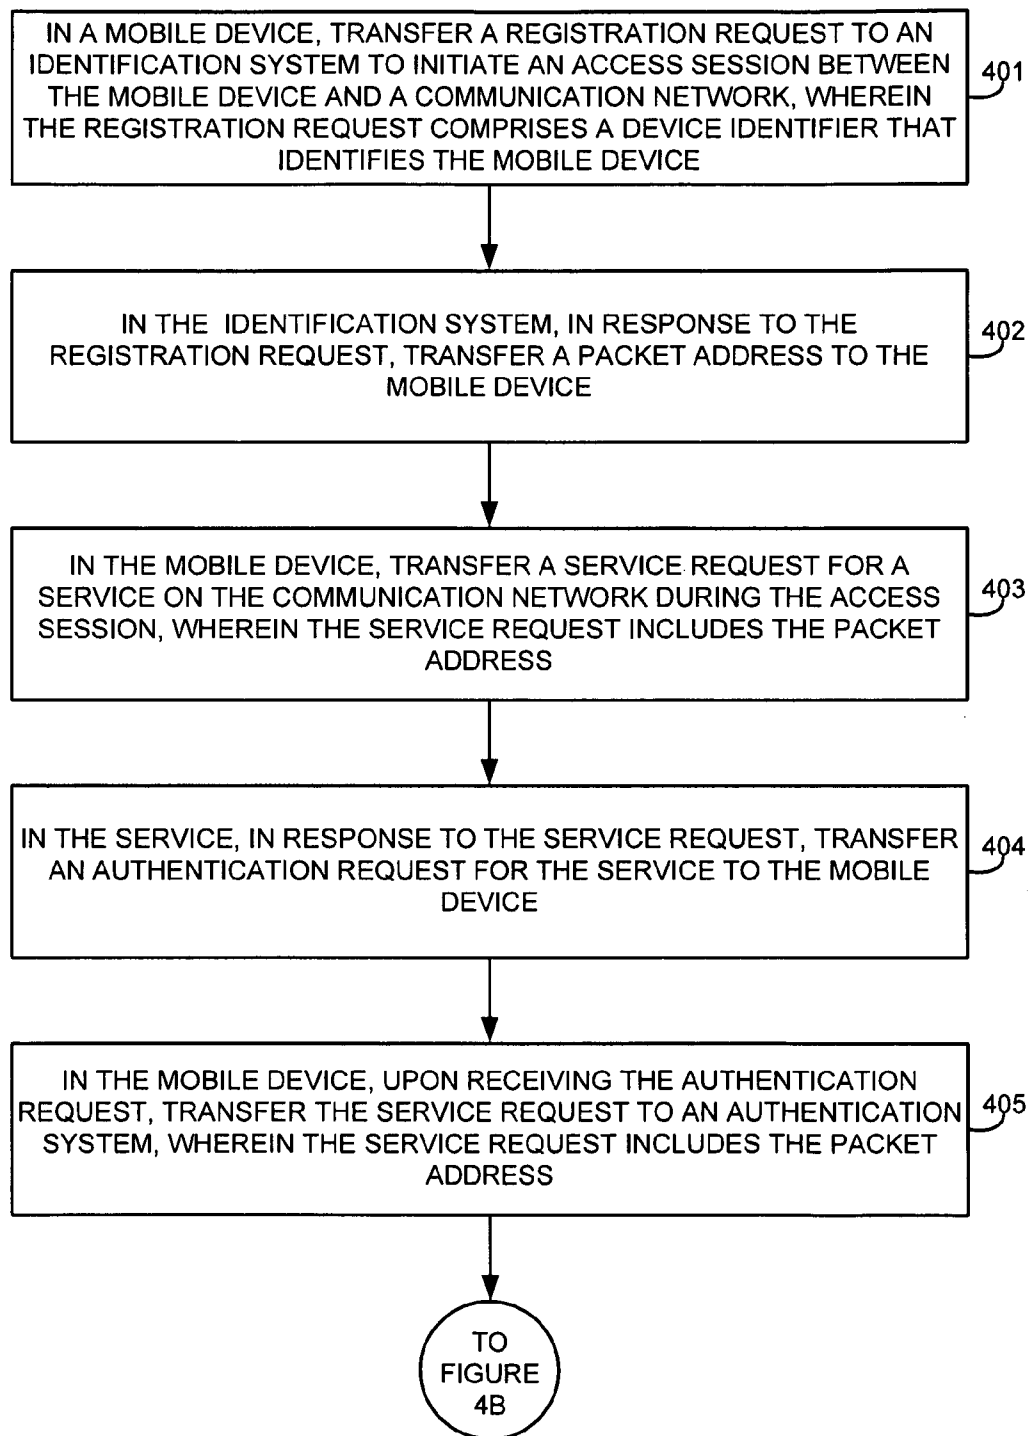 IN A MOBILE DEVICE, TRANSFER A REGISTRATION REQUEST TO AN
IDENTIFICATION SYSTEM TO INITIATE AN ACCESS SESSION BETWEEN
THE MOBILE DEVICE AND A COMMUNICATION NETWORK, WHEREIN
THE REGISTRATION REQUEST COMPRISES A DEVICE IDENTIFIER THAT
IDENTIFIES THE MOBILE DEVICE
401
IN THE IDENTIFICATION SYSTEM, IN RESPONSE TO THE
REGISTRATION REQUEST, TRANSFER A PACKET ADDRESS TO THE
MOBILE DEVICE
402
IN THE MOBILE DEVICE, TRANSFER A SERVICE REQUEST FOR A
SERVICE ON THE COMMUNICATION NETWORK DURING THE ACCESS
SESSION, WHEREIN THE SERVICE REQUEST INCLUDES THE PACKET
ADDRESS
403
IN THE SERVICE, IN RESPONSE TO THE SERVICE REQUEST, TRANSFER
AN AUTHENTICATION REQUEST FOR THE SERVICE TO THE MOBILE
DEVICE
404
IN THE MOBILE DEVICE, UPON RECEIVING THE AUTHENTICATION
REQUEST, TRANSFER THE SERVICE REQUEST TO AN AUTHENTICATION
SYSTEM, WHEREIN THE SERVICE REQUEST INCLUDES THE PACKET
ADDRESS
405
TO
FIGURE
4B